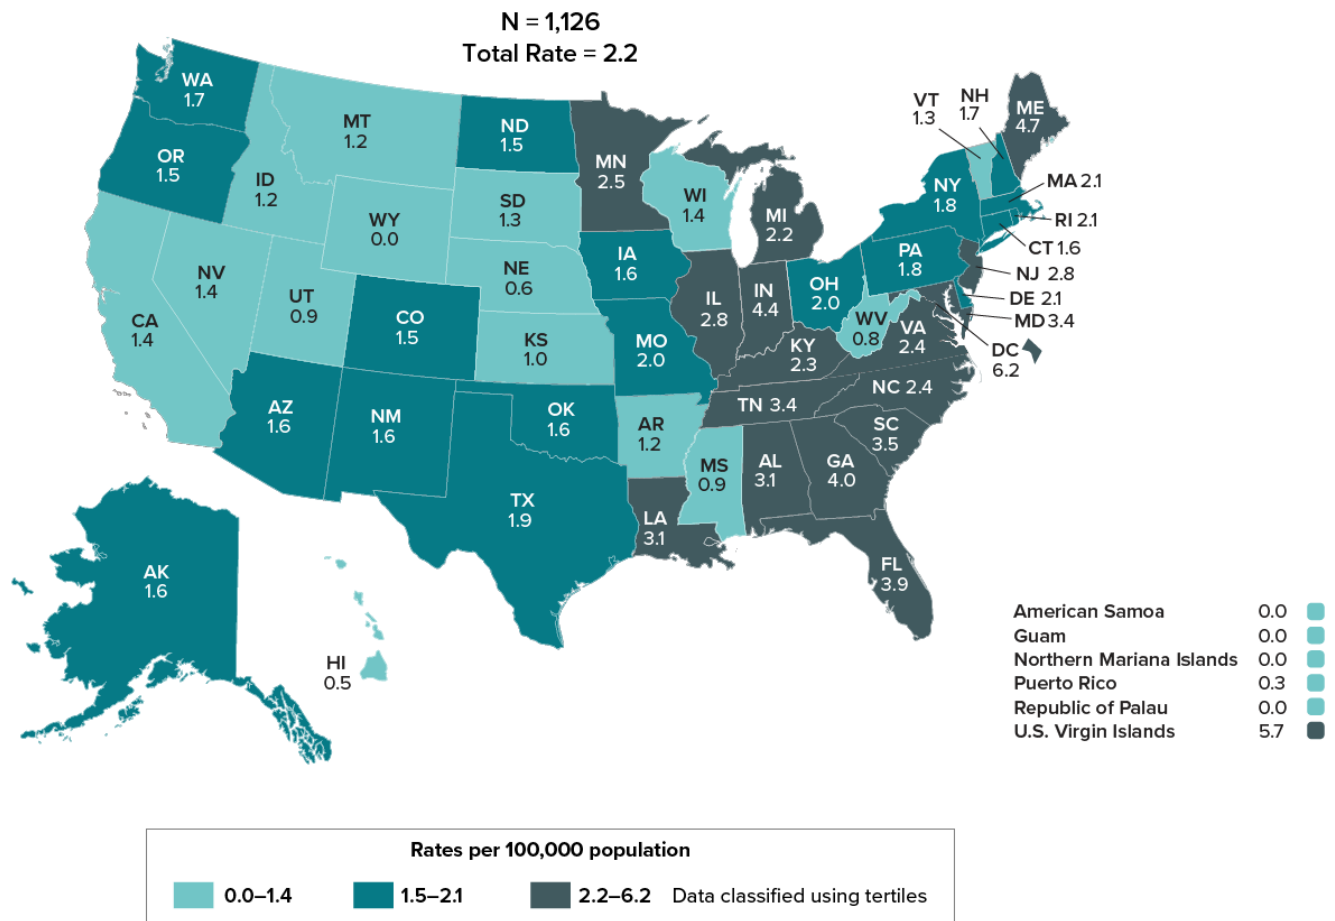 N = 1,126
Total Rate = 2.2
WA
1.7
OR
1.5
CA
1.4
NV
1.4
ID
1.2
MT
1.2
WY
0.0
UT
0.9
AZ
1.6
CO
1.5
NM
1.6
ND
1.5
SD
1.3
NE
0.6
KS
1.0
OK
1.6
TX
1.9
MN
2.5
IA
1.6
MO
2.0
AR
1.2
LA
3.1
WI
1.4
IL
2.8
MI
2.2
IN
4.4
OH
2.0
KY
2.3
TN 3.4
MS
0.9
AL
3.1
GA
4.0
FL
3.9
SC
3.5
NC 2.4
VA
2.4
WV
0.8
PA
1.8
NY
1.8
VT
1.3
NH
1.7
ME
4.7
MA 2.1
RI 2.1
CT 1.6
NJ 2.8
DE 2.1
MD 3.4
DC
6.2
AK
1.6
HI
0.5
American Samoa 0.0
Guam 0.0
Northern Mariana Islands 0.0
Puerto Rico 0.3
Republic of Palau 0.0
U.S. Virgin Islands 5.7
Rates per 100,000 population
0.0–1.4 1.5–2.1 2.2–6.2 Data classified using tertiles